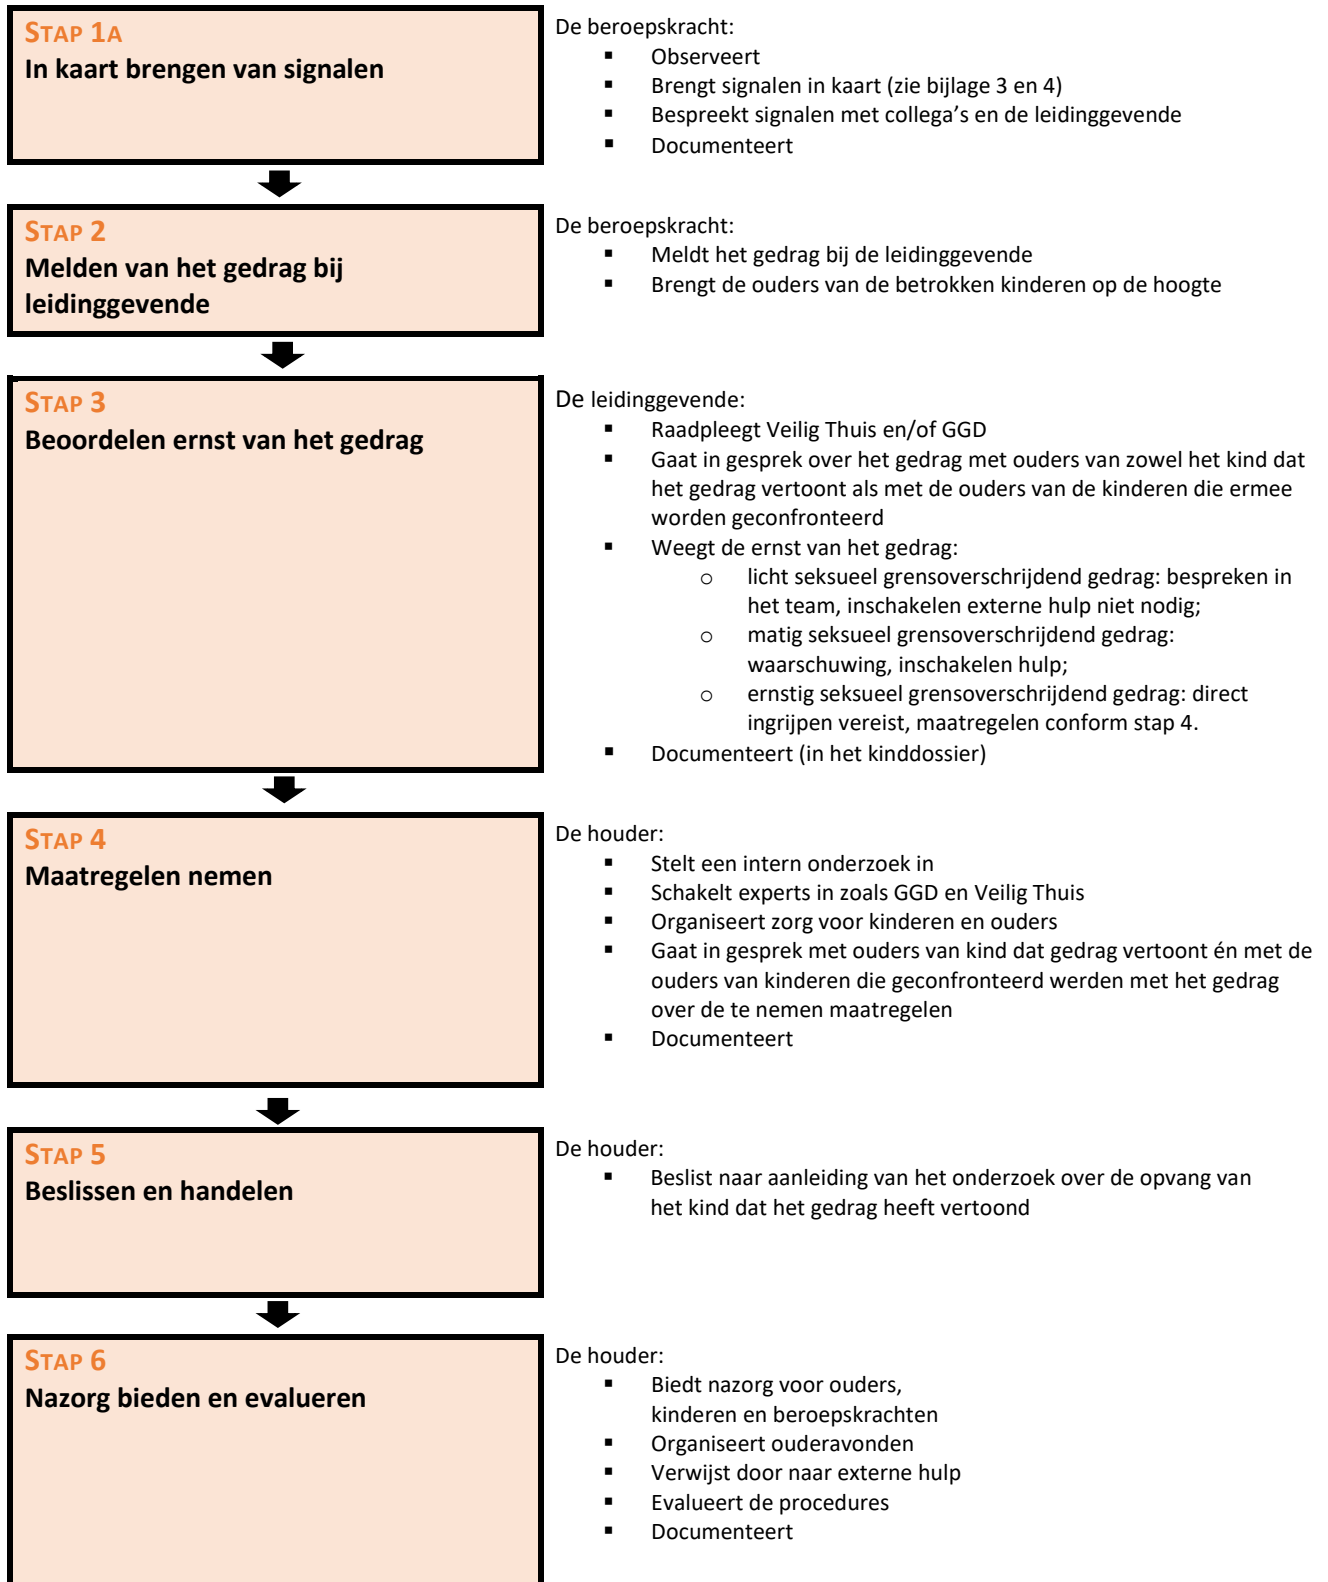 STAP 1A
In kaart brengen van signalen
De beroepskracht:
▪ Observeert
▪ Brengt signalen in kaart (zie bijlage 3 en 4)
▪ Bespreekt signalen met collega’s en de leidinggevende
▪ Documenteert
STAP 2
Melden van het gedrag bij
leidinggevende
De beroepskracht:
▪ Meldt het gedrag bij de leidinggevende
▪ Brengt de ouders van de betrokken kinderen op de hoogte
STAP 3
Beoordelen ernst van het gedrag
De leidinggevende:
▪ Raadpleegt Veilig Thuis en/of GGD
▪ Gaat in gesprek over het gedrag met ouders van zowel het kind dat
het gedrag vertoont als met de ouders van de kinderen die ermee
worden geconfronteerd
▪ Weegt de ernst van het gedrag:
o licht seksueel grensoverschrijdend gedrag: bespreken in
het team, inschakelen externe hulp niet nodig;
o matig seksueel grensoverschrijdend gedrag:
waarschuwing, inschakelen hulp;
o ernstig seksueel grensoverschrijdend gedrag: direct
ingrijpen vereist, maatregelen conform stap 4.
▪ Documenteert (in het kinddossier)
STAP 4
Maatregelen nemen
De houder:
▪ Stelt een intern onderzoek in
▪ Schakelt experts in zoals GGD en Veilig Thuis
▪ Organiseert zorg voor kinderen en ouders
▪ Gaat in gesprek met ouders van kind dat gedrag vertoont én met de
ouders van kinderen die geconfronteerd werden met het gedrag
over de te nemen maatregelen
▪ Documenteert
STAP 5
Beslissen en handelen
De houder:
▪ Beslist naar aanleiding van het onderzoek over de opvang van
het kind dat het gedrag heeft vertoond
STAP 6
Nazorg bieden en evalueren
De houder:
▪ Biedt nazorg voor ouders,
kinderen en beroepskrachten
▪ Organiseert ouderavonden
▪ Verwijst door naar externe hulp
▪ Evalueert de procedures
▪ Documenteert